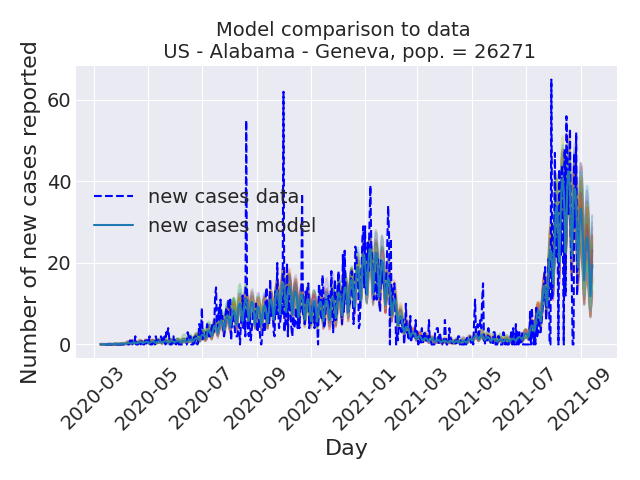 Model comparison to data
US - Alabama - Geneva, pop. = 26271
Number of new cases reported
60
40
20
0
new cases data
new cases model
2020-03
2020-05
2020-07
2020-09
2020-11
2021-01
2021-03
2021-05
2021-07
2021-09
Day